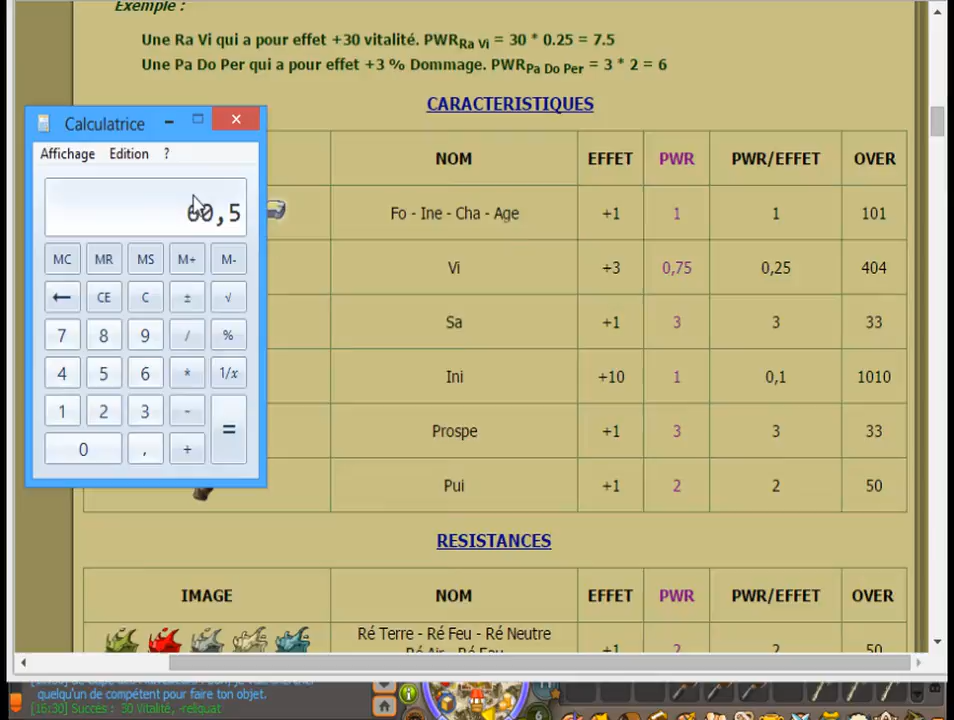 Exemple :
Une Ra Vi qui a pour effet +30 vitalité. PWRRa Vi = 30 * 0.25 = 7.5
Une Pa Do Per qui a pour effet +3 % Dommage. PWRPa Do Per = 3 * 2 = 6
CARACTERISTIQUES
Calculatrice
Affichage Edition ?
60,5
MC MR MS M+ M-
← CE C ± √
7 8 9 / %
4 5 6 * 1/x
1 2 3 - =
0 , +
NOM EFFET PWR PWR/EFFET OVER
Fo - Ine - Cha - Age +1 1 1 101
Vi +3 0,75 0,25 404
Sa +1 3 3 33
Ini +10 1 0,1 1010
Prospe +1 3 3 33
Pui +1 2 2 50
RESISTANCES
IMAGE NOM EFFET PWR PWR/EFFET OVER
Ré Terre - Ré Feu - Ré Neutre
+1 2 2 50
quelqu'un de compétent pour faire ton objet.
[16:30] Succès : 30 Vitalité, -reliquat